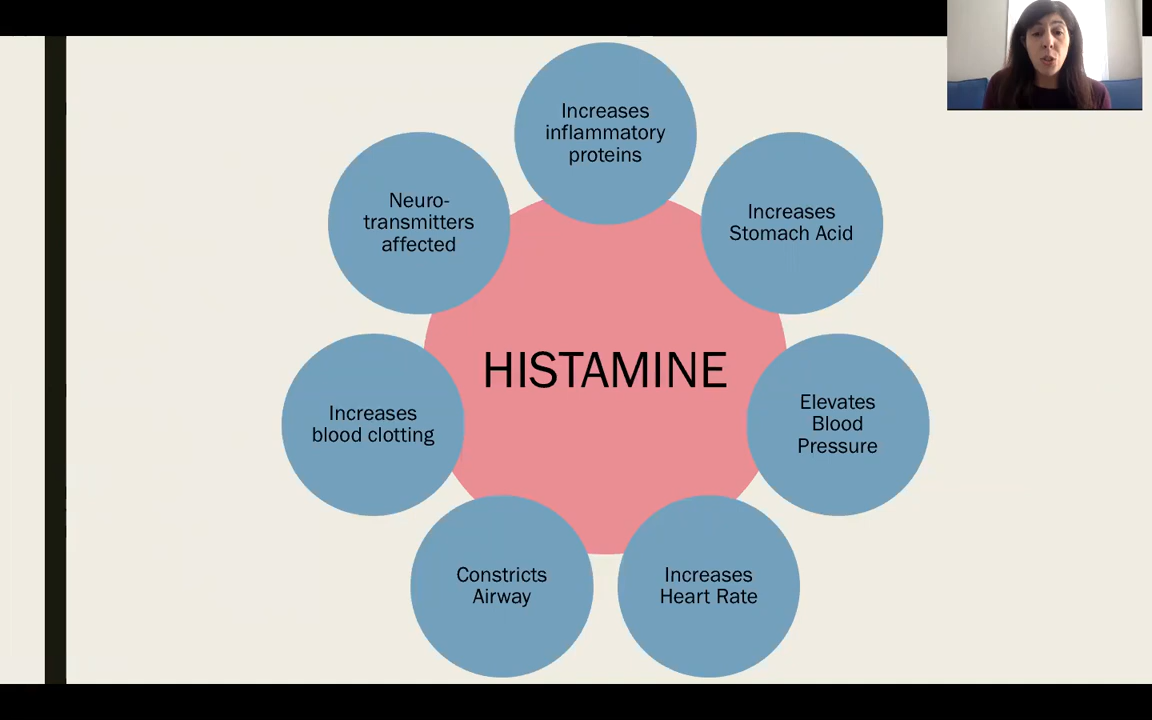 Increases
inflammatory
proteins
Neuro-
transmitters
affected
Increases
Stomach Acid
HISTAMINE
Increases
blood clotting
Elevates
Blood
Pressure
Constricts
Airway
Increases
Heart Rate